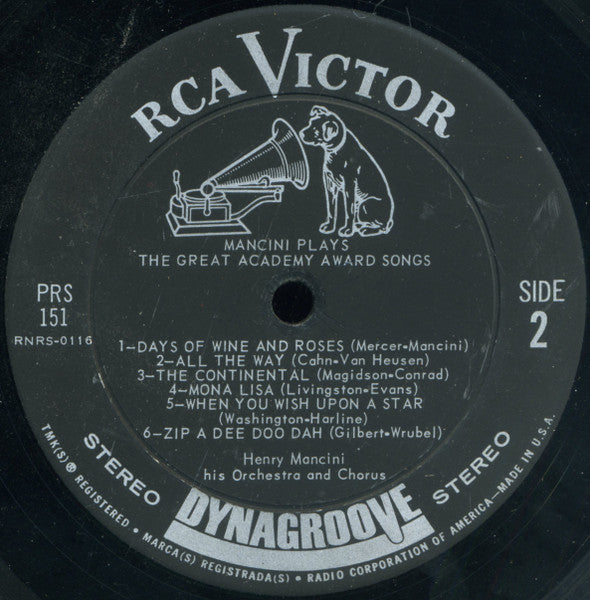 RCA VICTOR
MANCINI PLAYS
THE GREAT ACADEMY AWARD SONGS
PRS
151
RNRS-0116
SIDE
2
1-DAYS OF WINE AND ROSES (Mercer-Mancini)
2-ALL THE WAY (Cahn-Van Heusen)
3-THE CONTINENTAL (Magidson-Conrad)
4-MONA LISA (Livingston-Evans)
5-WHEN YOU WISH UPON A STAR
(Washington-Harline)
6-ZIP A DEE DOO DAH (Gilbert-Wrubel)
Henry Mancini
his Orchestra and Chorus
STEREO
DYNAGROOVE
STEREO
TMK(S)® REGISTERED • MARCA(S) REGISTRADA(S) • RADIO CORPORATION OF AMERICA—MADE IN U.S.A.